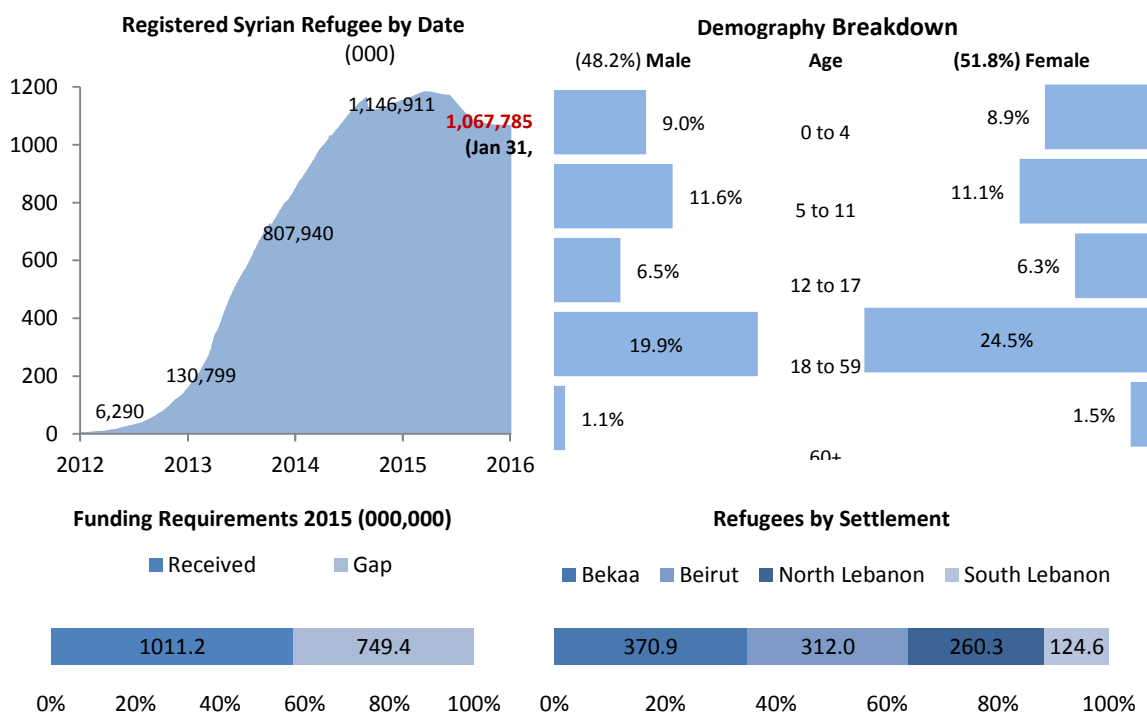 Registered Syrian Refugee by Date
(000)
1200
1000
800
600
400
200
0
6,290
130,799
807,940
1,146,911
1,067,785
(Jan 31,
2012 2013 2014 2015 2016
Demography Breakdown
(48.2%) Male Age (51.8%) Female
9.0% 0 to 4 8.9%
11.6% 5 to 11 11.1%
6.5% 12 to 17 6.3%
19.9% 18 to 59 24.5%
1.1% 60+ 1.5%
Funding Requirements 2015 (000,000)
Received Gap
1011.2 749.4
0% 20% 40% 60% 80% 100%
Refugees by Settlement
Bekaa Beirut North Lebanon South Lebanon
370.9 312.0 260.3 124.6
0% 20% 40% 60% 80% 100%